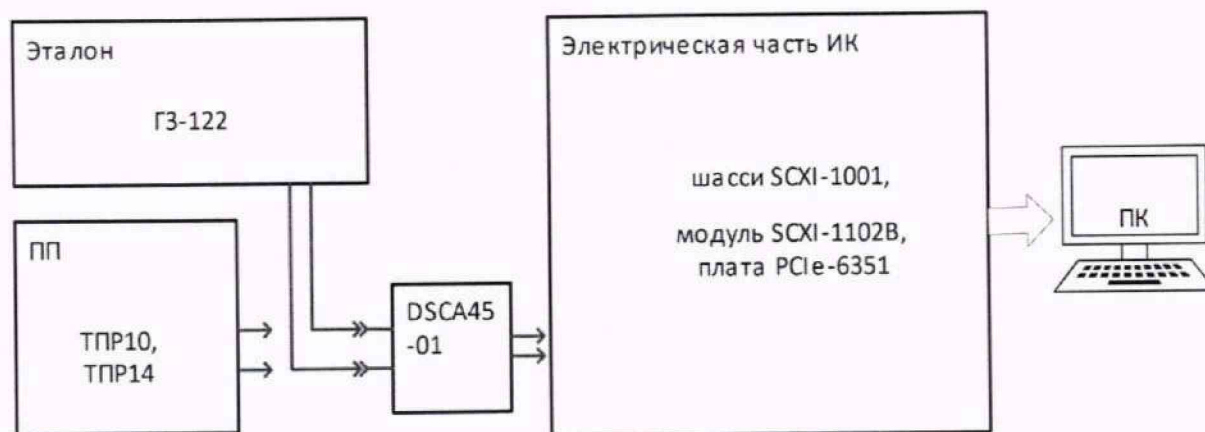 Эталон
ГЗ-122
ПП
ТПР10,
ТПР14
DSCA45
-01
Электрическая часть ИК
шасси SCXI-1001,
модуль SCXI-1102B,
плата PCIe-6351
ПК